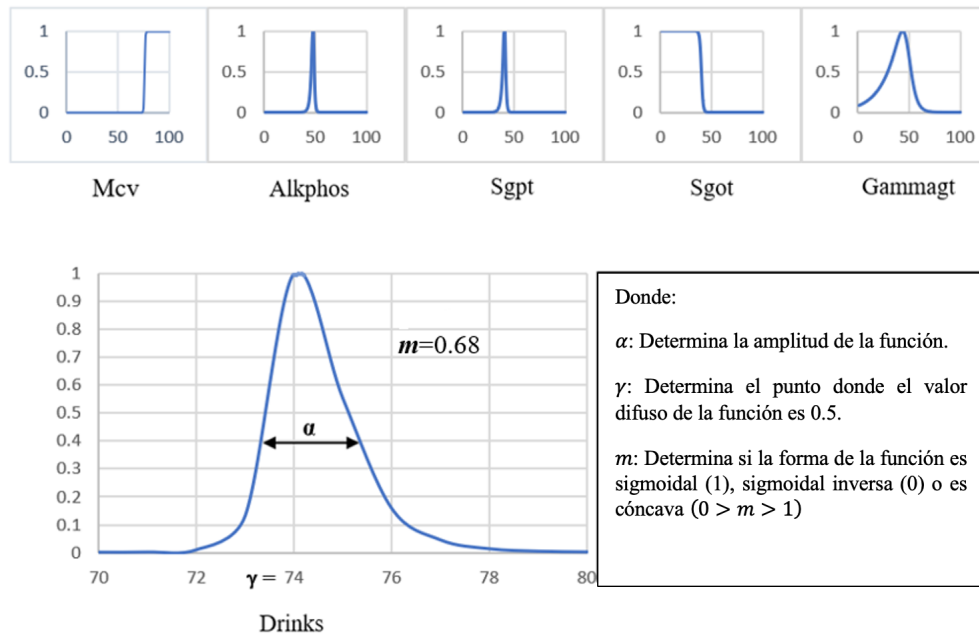 1
0.5
0
0 50 100
Mcv
1
0.5
0
0 50 100
Alkphos
1
0.5
0
0 50 100
Sgpt
1
0.5
0
0 50 100
Sgot
1
0.5
0
0 50 100
Gammagt
1
0.9
0.8
0.7
0.6
0.5
0.4
0.3
0.2
0.1
0
m=0.68
α
70 72 γ = 74 76 78 80
Drinks
Donde:
α: Determina la amplitud de la función.
γ: Determina el punto donde el valor
difuso de la función es 0.5.
m: Determina si la forma de la función es
sigmoidal (1), sigmoidal inversa (0) o es
cóncava (0 > m > 1)